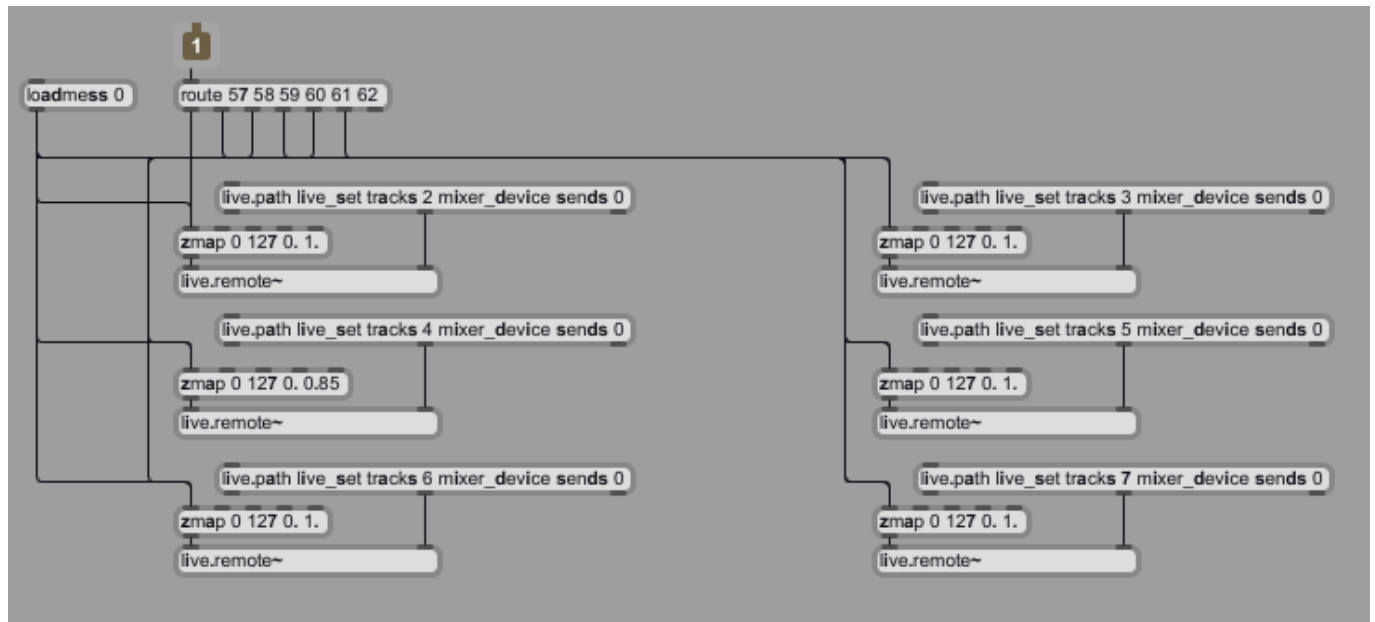 1
loadmess 0
route 57 58 59 60 61 62
live.path live_set tracks 2 mixer_device sends 0
live.path live_set tracks 3 mixer_device sends 0
zmap 0 127 0. 1.
zmap 0 127 0. 1.
live.remote~
live.remote~
live.path live_set tracks 4 mixer_device sends 0
live.path live_set tracks 5 mixer_device sends 0
zmap 0 127 0. 0.85
zmap 0 127 0. 1.
live.remote~
live.remote~
live.path live_set tracks 6 mixer_device sends 0
live.path live_set tracks 7 mixer_device sends 0
zmap 0 127 0. 1.
zmap 0 127 0. 1.
live.remote~
live.remote~